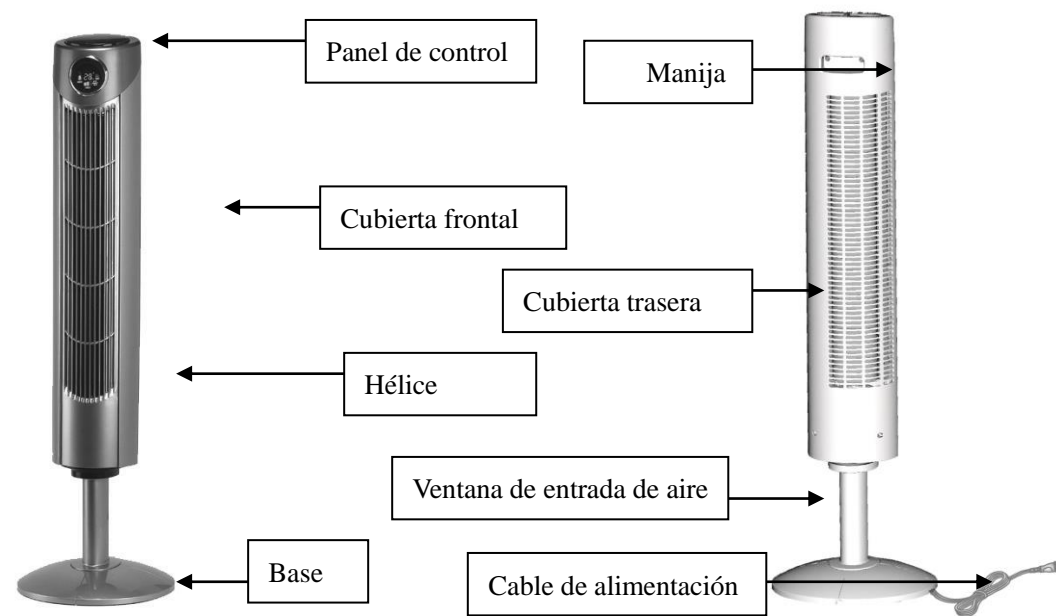 Panel de control
Manija
Cubierta frontal
Cubierta trasera
Hélice
Ventana de entrada de aire
Base
Cable de alimentación